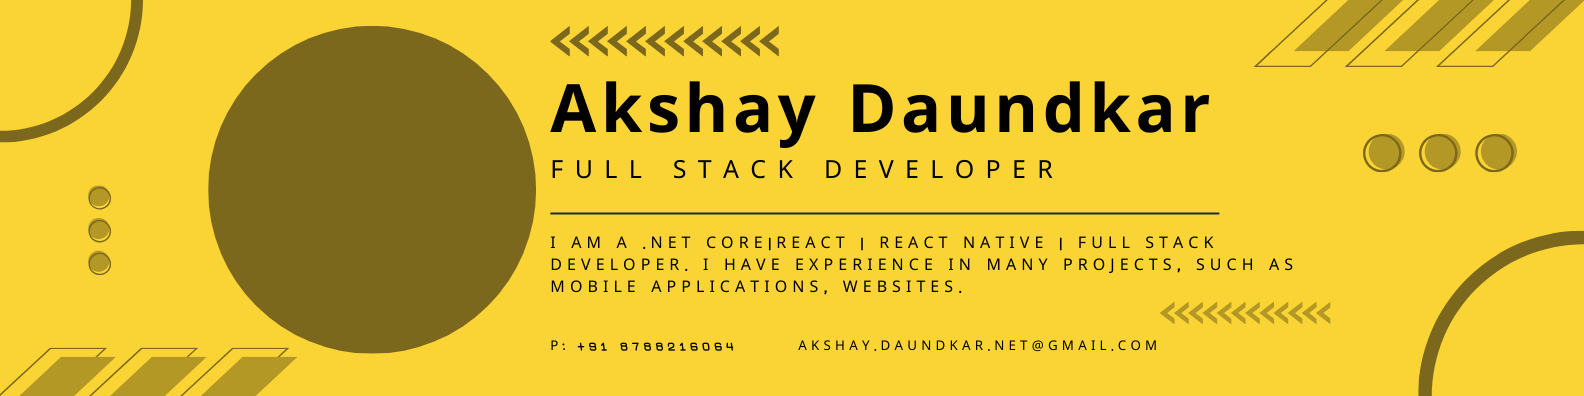 Akshay Daundkar
FULL STACK DEVELOPER
I AM A .NET CORE|REACT | REACT NATIVE | FULL STACK
DEVELOPER. I HAVE EXPERIENCE IN MANY PROJECTS, SUCH AS
MOBILE APPLICATIONS, WEBSITES.
P: +91 8788216064 AKSHAY.DAUNDKAR.NET@GMAIL.COM